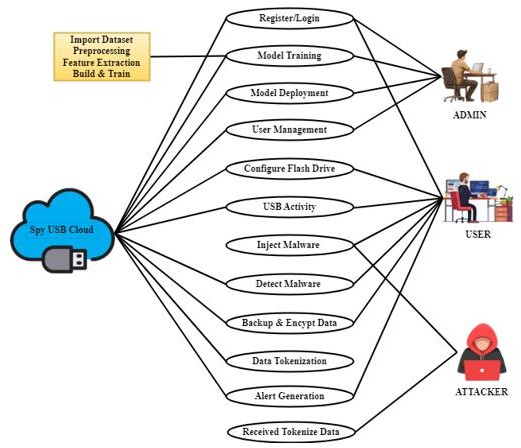 Register/Login
Import Dataset
Preprocessing
Feature Extraction
Build & Train
Model Training
Model Deployment
ADMIN
User Management
Configure Flash Drive
USB Activity
Spy USB Cloud
USER
Inject Malware
Detect Malware
Backup & Encypt Data
Data Tokenization
ATTACKER
Alert Generation
Received Tokenize Data